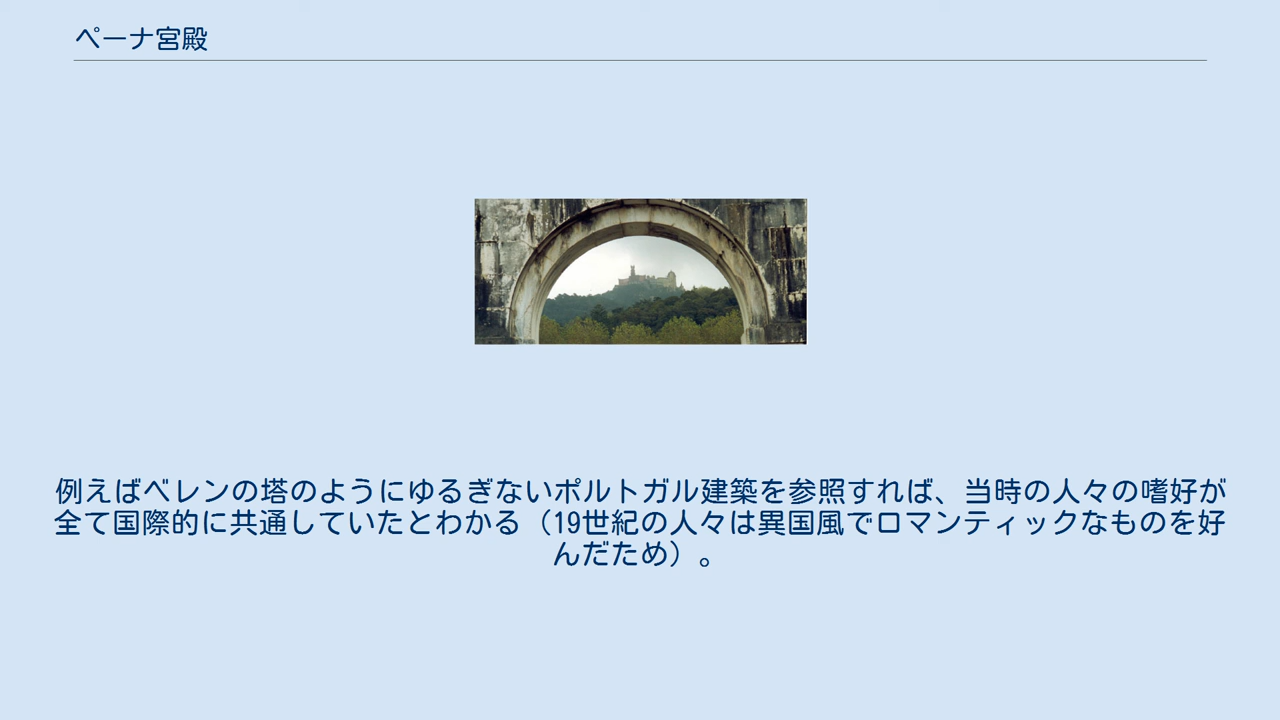 ペーナ宮殿
例えばベレンの塔のようにゆるぎないポルトガル建築を参照すれば、当時の人々の嗜好が
全て国際的に共通していたとわかる（19世紀の人々は異国風でロマンティックなものを好
んだため）。